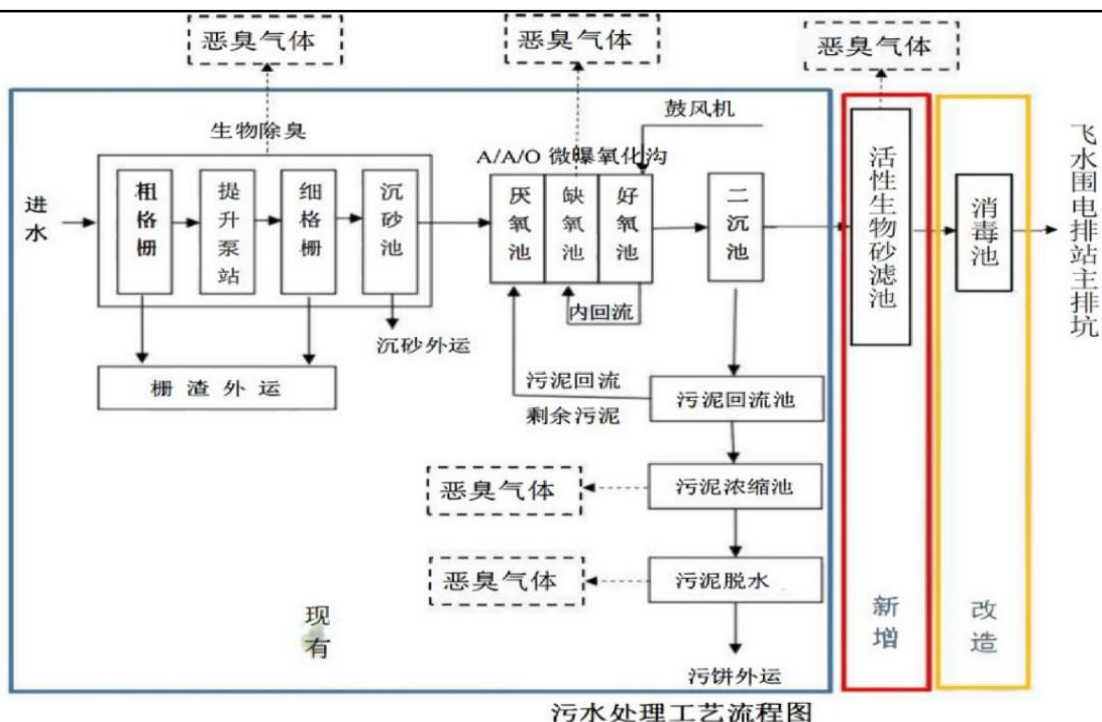 恶臭气体
恶臭气体
恶臭气体
生物除臭
鼓风机
A/A/O 微曝氧化沟
进水
粗格栅
提升泵站
细格栅
沉砂池
厌氧池
缺氧池
好氧池
二沉池
活性生物砂滤池
消毒池
飞水围电排站主排坑
内回流
沉砂外运
栅渣外运
污泥回流
剩余污泥
污泥回流池
恶臭气体
污泥浓缩池
恶臭气体
污泥脱水
现有
新增
改造
污饼外运
污水处理工艺流程图